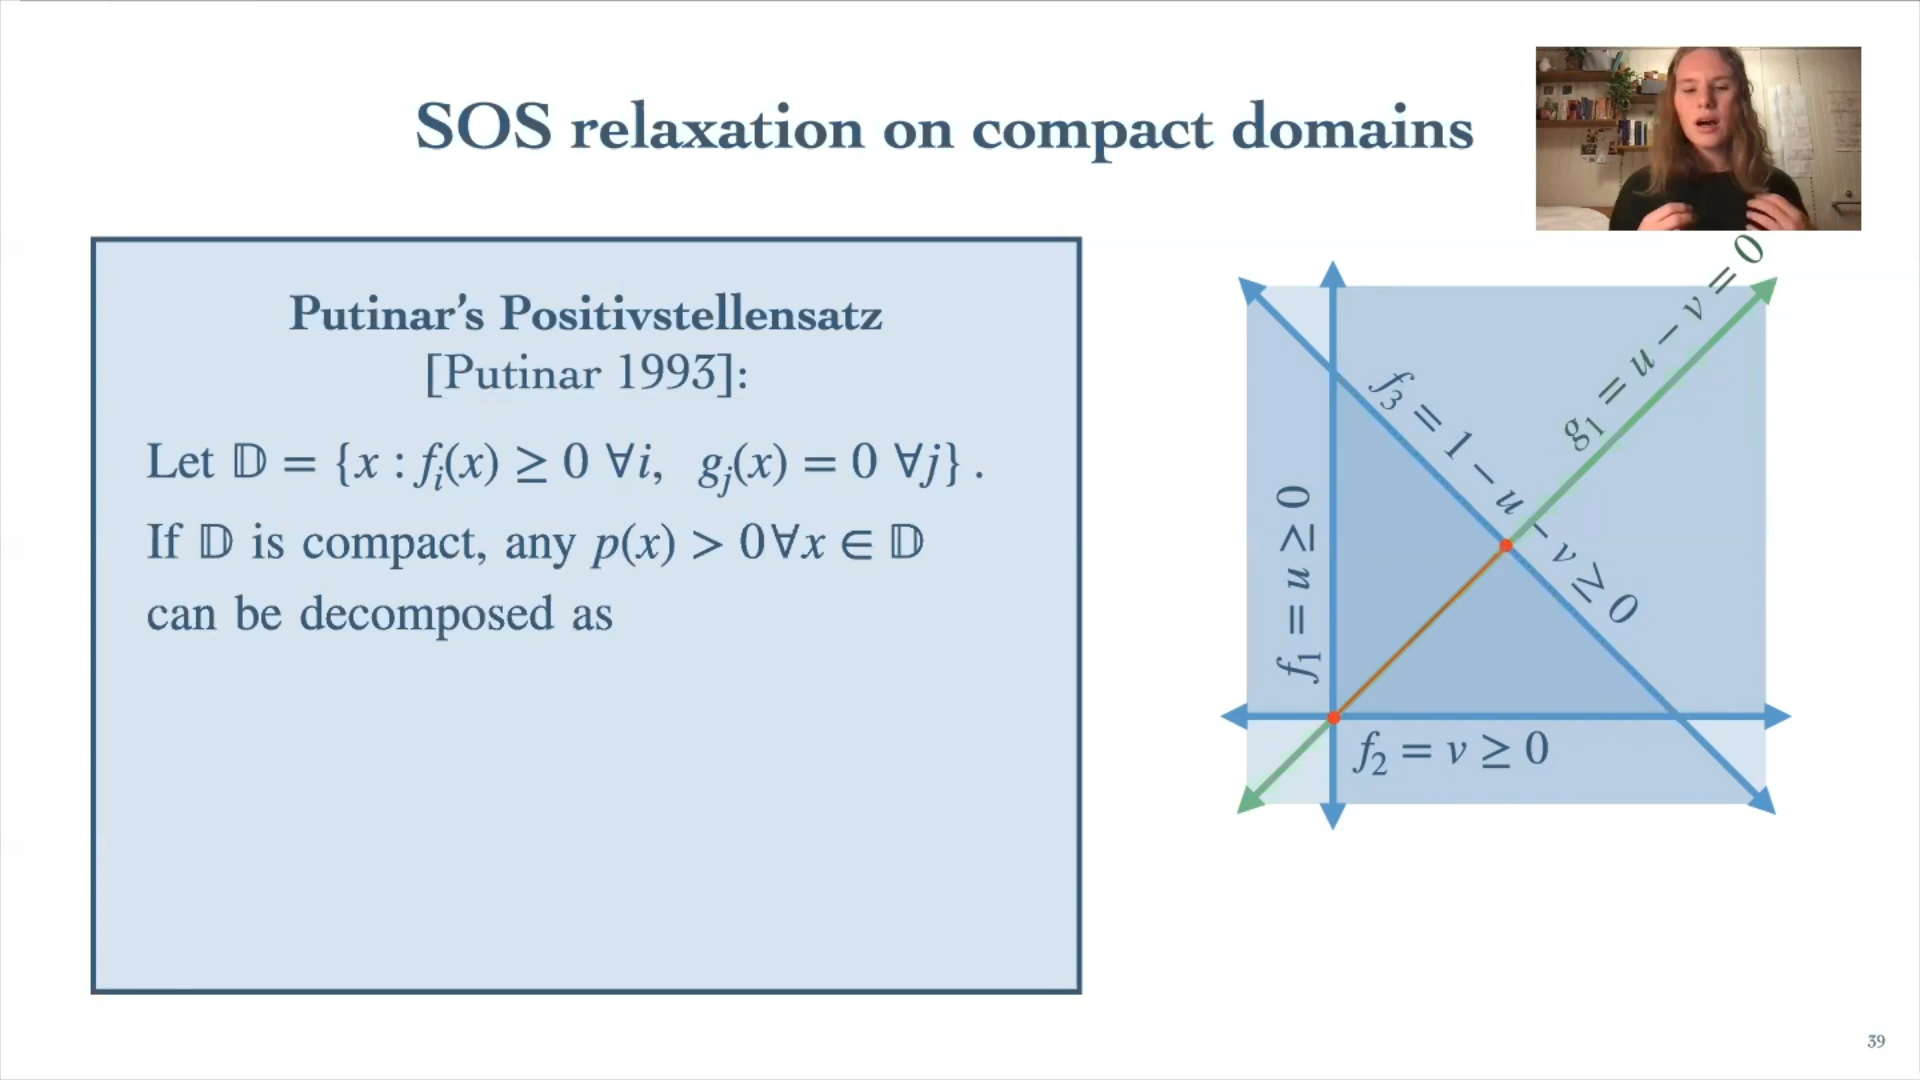 SOS relaxation on compact domains
Putinar’s Positivstellensatz
[Putinar 1993]:
Let 𝔻 = {x : fᵢ(x) ≥ 0 ∀i, gⱼ(x) = 0 ∀j} .
If 𝔻 is compact, any p(x) > 0∀x ∈ 𝔻
can be decomposed as
g₁ = u − v = 0
f₃ = 1 − u − v ≥ 0
f₁ = u ≥ 0
f₂ = v ≥ 0
39